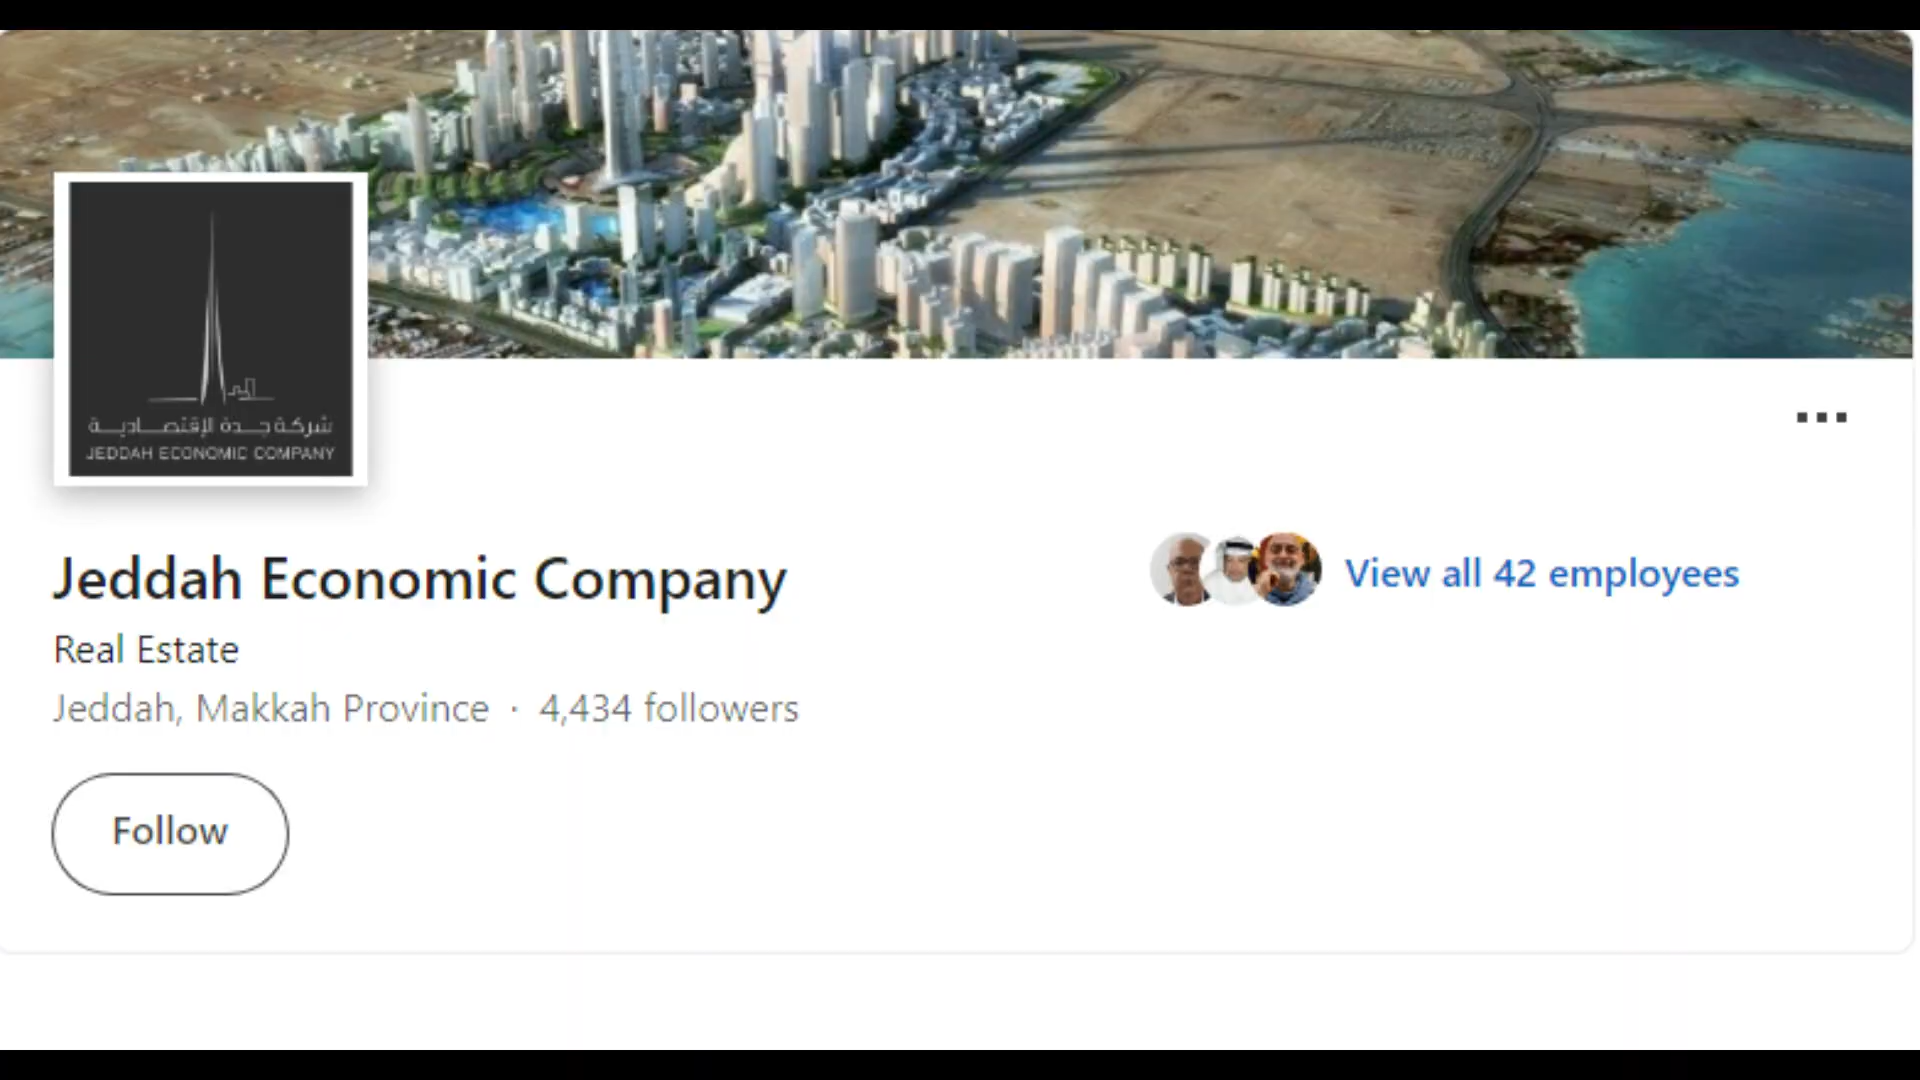 شركة جدة الإقتصادية
JEDDAH ECONOMIC COMPANY
Jeddah Economic Company
View all 42 employees
Real Estate
Jeddah, Makkah Province · 4,434 followers
Follow